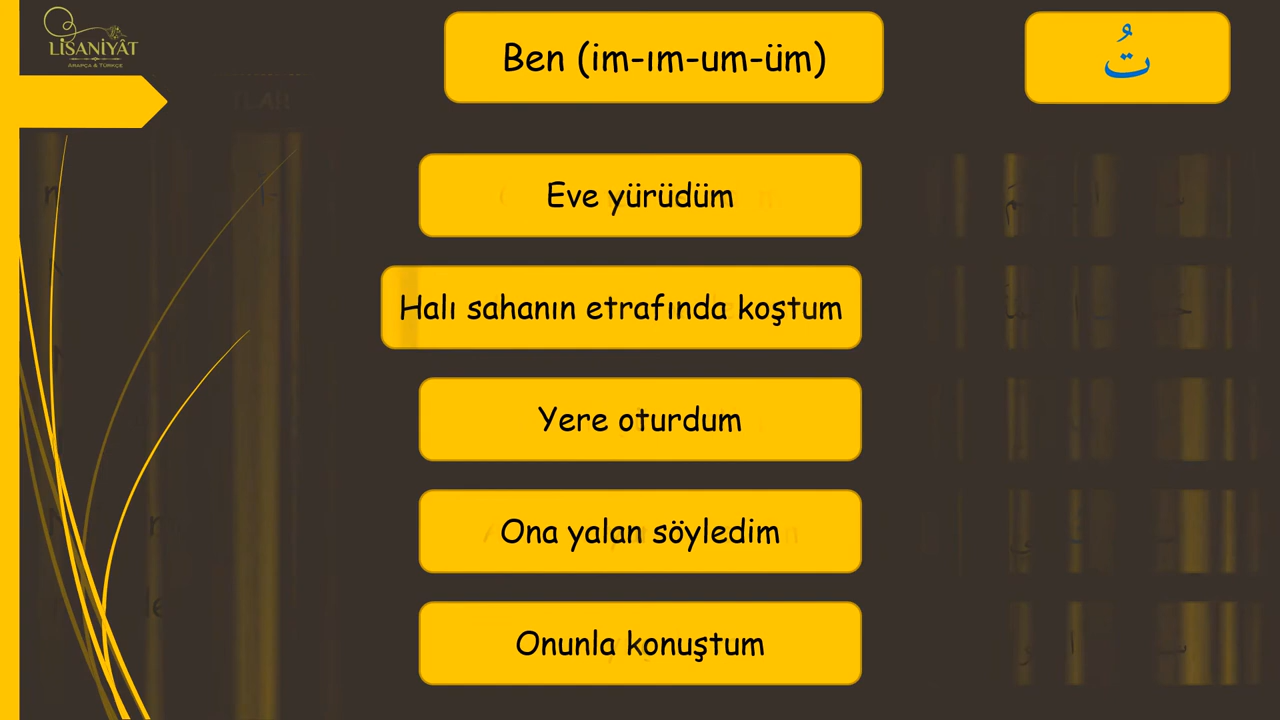 LİSANİYÂT
ARAPÇA & TÜRKÇE
Ben (im-ım-um-üm)
تُ
Eve yürüdüm
Halı sahanın etrafında koştum
Yere oturdum
Ona yalan söyledim
Onunla konuştum